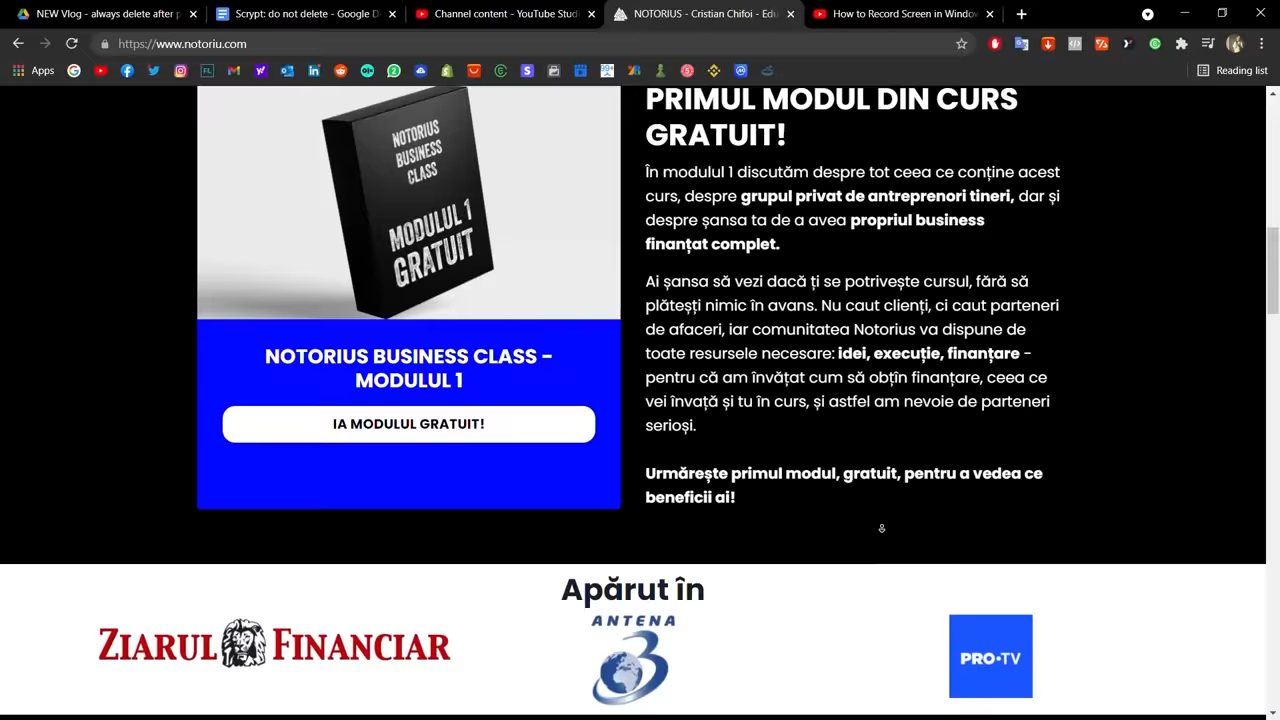 NEW Vlog - always delete after p
Scrypt: do not delete - Google D
Channel content - YouTube Studi
NOTORIUS - Cristian Chifoi - Edu
How to Record Screen in Window
https://www.notoriu.com
Apps
FL
99+
Reading list
NOTORIUS
BUSINESS
CLASS
MODULUL 1
GRATUIT
NOTORIUS BUSINESS CLASS -
MODULUL 1
IA MODULUL GRATUIT!
PRIMUL MODUL DIN CURS
GRATUIT!
În modulul 1 discutăm despre tot ceea ce conține acest
curs, despre grupul privat de antreprenori tineri, dar și
despre șansa ta de a avea propriul business
finanțat complet.
Ai șansa să vezi dacă ți se potrivește cursul, fără să
plătești nimic în avans. Nu caut clienți, ci caut parteneri
de afaceri, iar comunitatea Notorius va dispune de
toate resursele necesare: idei, execuție, finanțare -
pentru că am învățat cum să obțin finanțare, ceea ce
vei învața și tu în curs, și astfel am nevoie de parteneri
serioși.
Urmărește primul modul, gratuit, pentru a vedea ce
beneficii ai!
Apărut în
ZIARUL FINANCIAR
ANTENA
3
PRO•TV